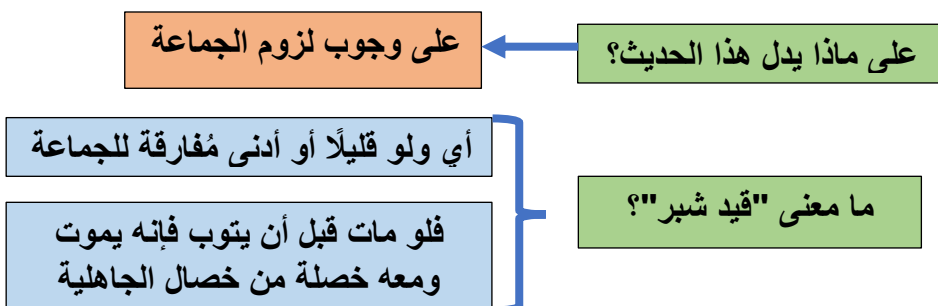 على ماذا يدل هذا الحديث؟
على وجوب لزوم الجماعة
ما معنى "قيد شبر"؟
أي ولو قليلًا أو أدنى مُفارقة للجماعة
فلو مات قبل أن يتوب فإنه يموت
ومعه خصلة من خصال الجاهلية